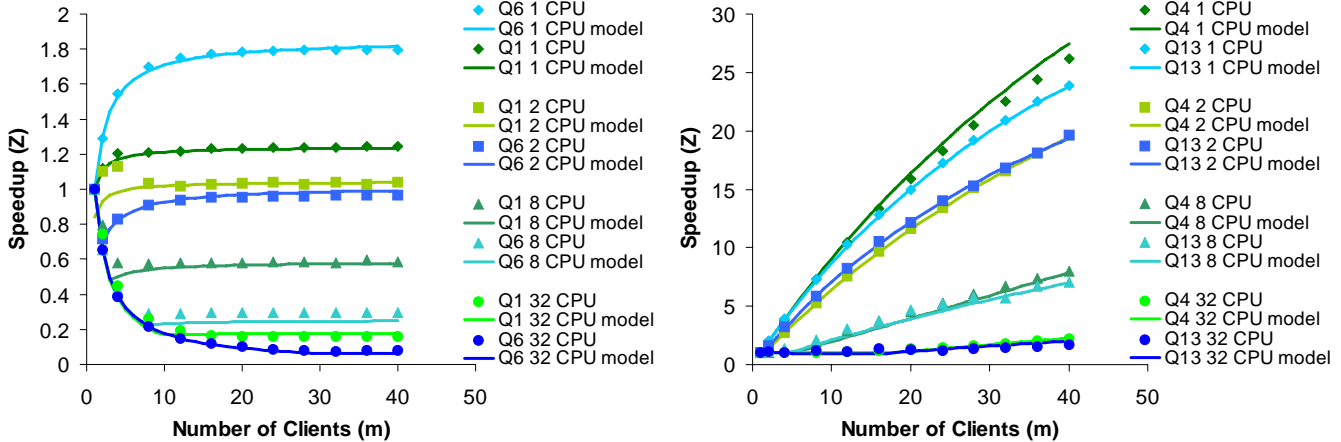 Speedup (Z)
2
1.8
1.6
1.4
1.2
1
0.8
0.6
0.4
0.2
0
0
10
20
30
40
50
Number of Clients (m)
Q6 1 CPU
Q6 1 CPU model
Q1 1 CPU
Q1 1 CPU model
Q1 2 CPU
Q1 2 CPU model
Q6 2 CPU
Q6 2 CPU model
Q1 8 CPU
Q1 8 CPU model
Q6 8 CPU
Q6 8 CPU model
Q1 32 CPU
Q1 32 CPU model
Q6 32 CPU
Q6 32 CPU model
Speedup (Z)
30
25
20
15
10
5
0
0
10
20
30
40
50
Number of Clients (m)
Q4 1 CPU
Q4 1 CPU model
Q13 1 CPU
Q13 1 CPU model
Q4 2 CPU
Q4 2 CPU model
Q13 2 CPU
Q13 2 CPU model
Q4 8 CPU
Q4 8 CPU model
Q13 8 CPU
Q13 8 CPU model
Q4 32 CPU
Q4 32 CPU model
Q13 32 CPU
Q13 32 CPU model